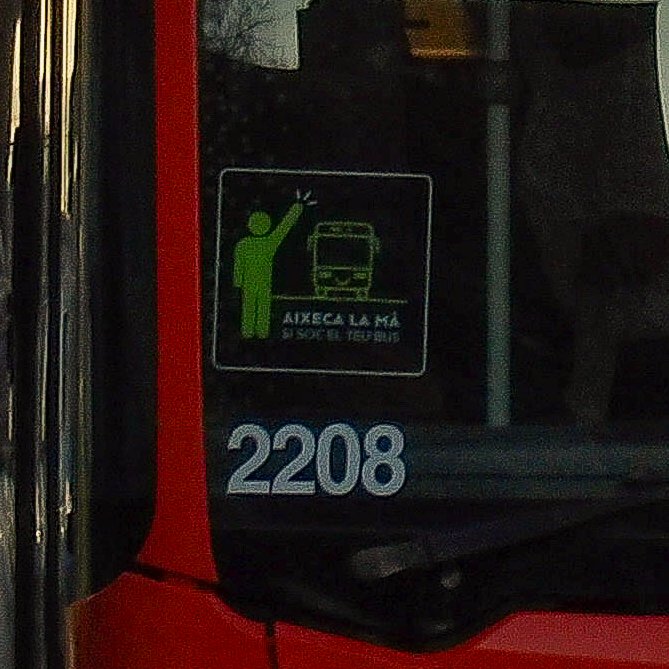 AIXECA LA MÀ
SI SOC EL TEU BUS
2208